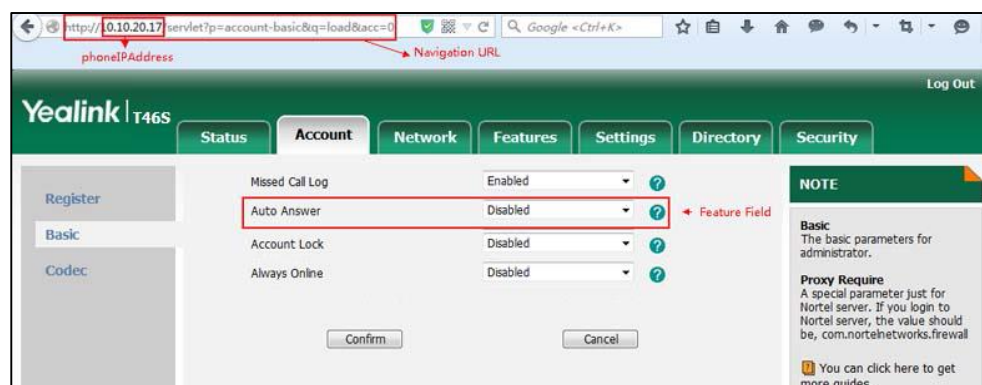 http://10.10.20.17/servlet?p=account-basic&q=load&acc=0
Google <Ctrl+K>
phoneIPAddress
Navigation URL
Log Out
Yealink T46S
Status Account Network Features Settings Directory Security
Register
Basic
Codec
Missed Call Log Enabled ?
Auto Answer Disabled ? Feature Field
Account Lock Disabled ?
Always Online Disabled ?
Confirm Cancel
NOTE
Basic
The basic parameters for
administrator.
Proxy Require
A special parameter just for
Nortel server. If you login to
Nortel server, the value should
be, com.nortelnetworks.firewall
? You can click here to get
more guides